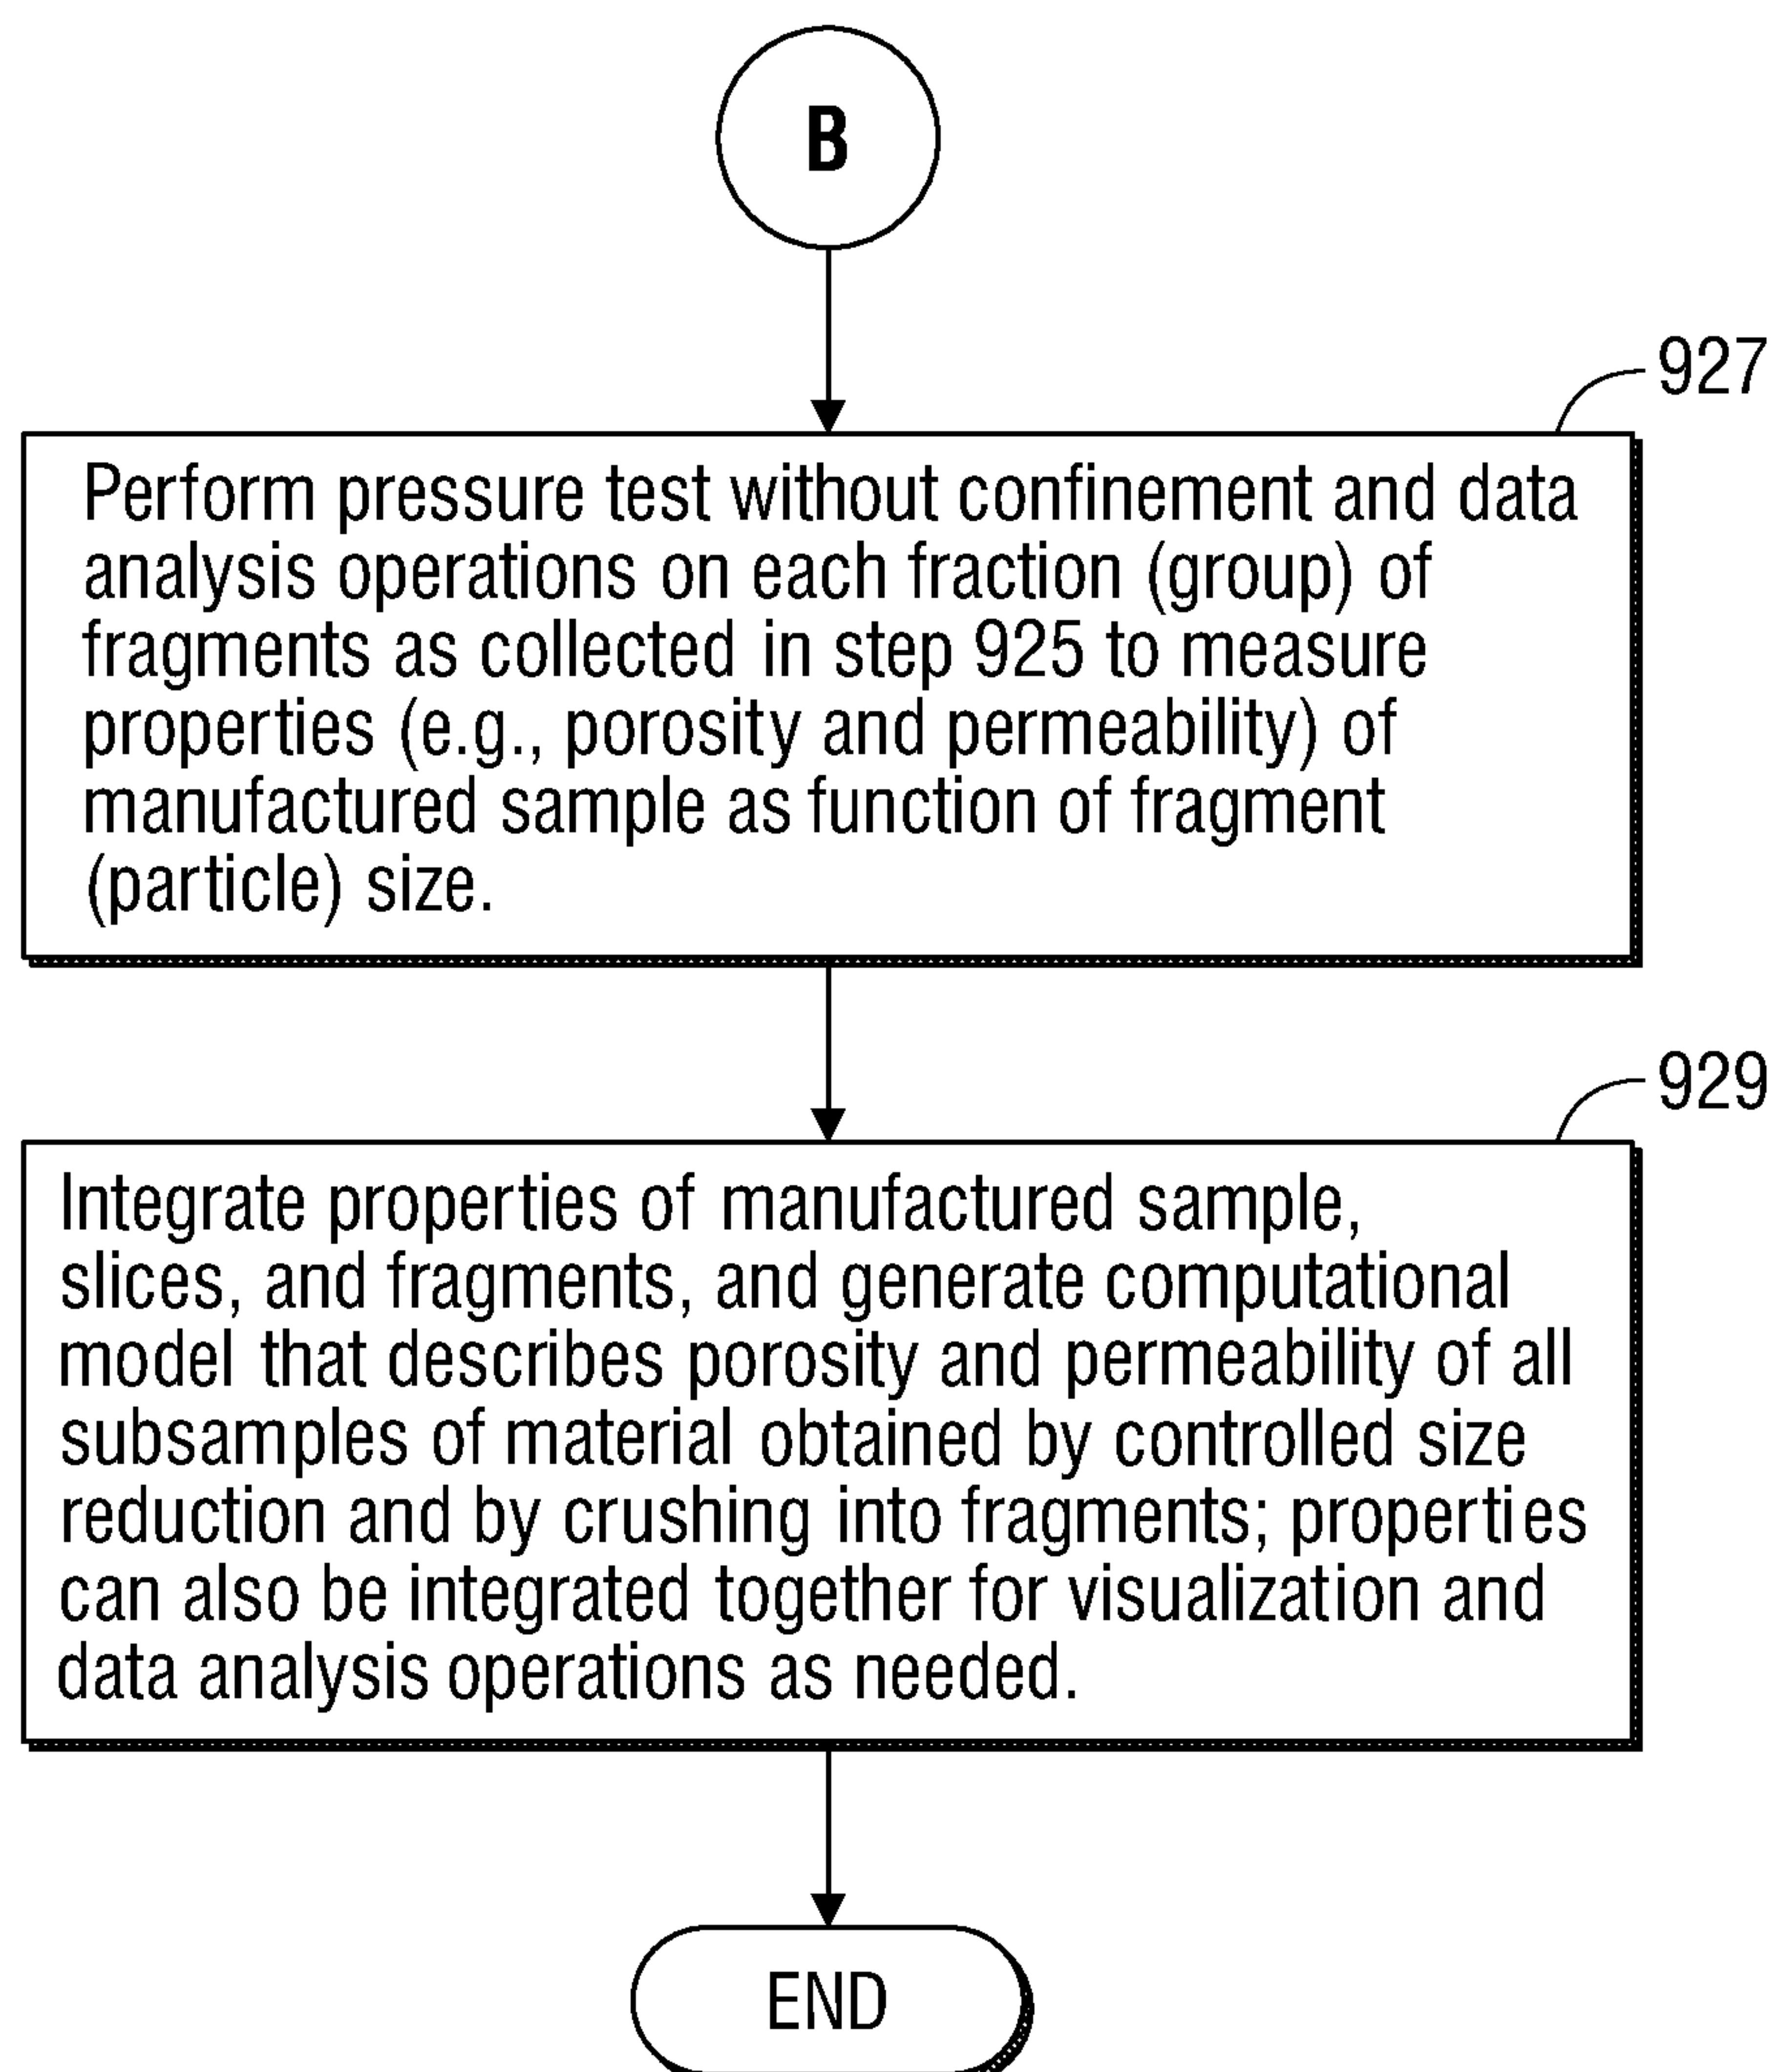 B
927
Perform pressure test without confinement and data
analysis operations on each fraction (group) of
fragments as collected in step 925 to measure
properties (e.g., porosity and permeability) of
manufactured sample as function of fragment
(particle) size.
929
Integrate properties of manufactured sample,
slices, and fragments, and generate computational
model that describes porosity and permeability of all
subsamples of material obtained by controlled size
reduction and by crushing into fragments; properties
can also be integrated together for visualization and
data analysis operations as needed.
END